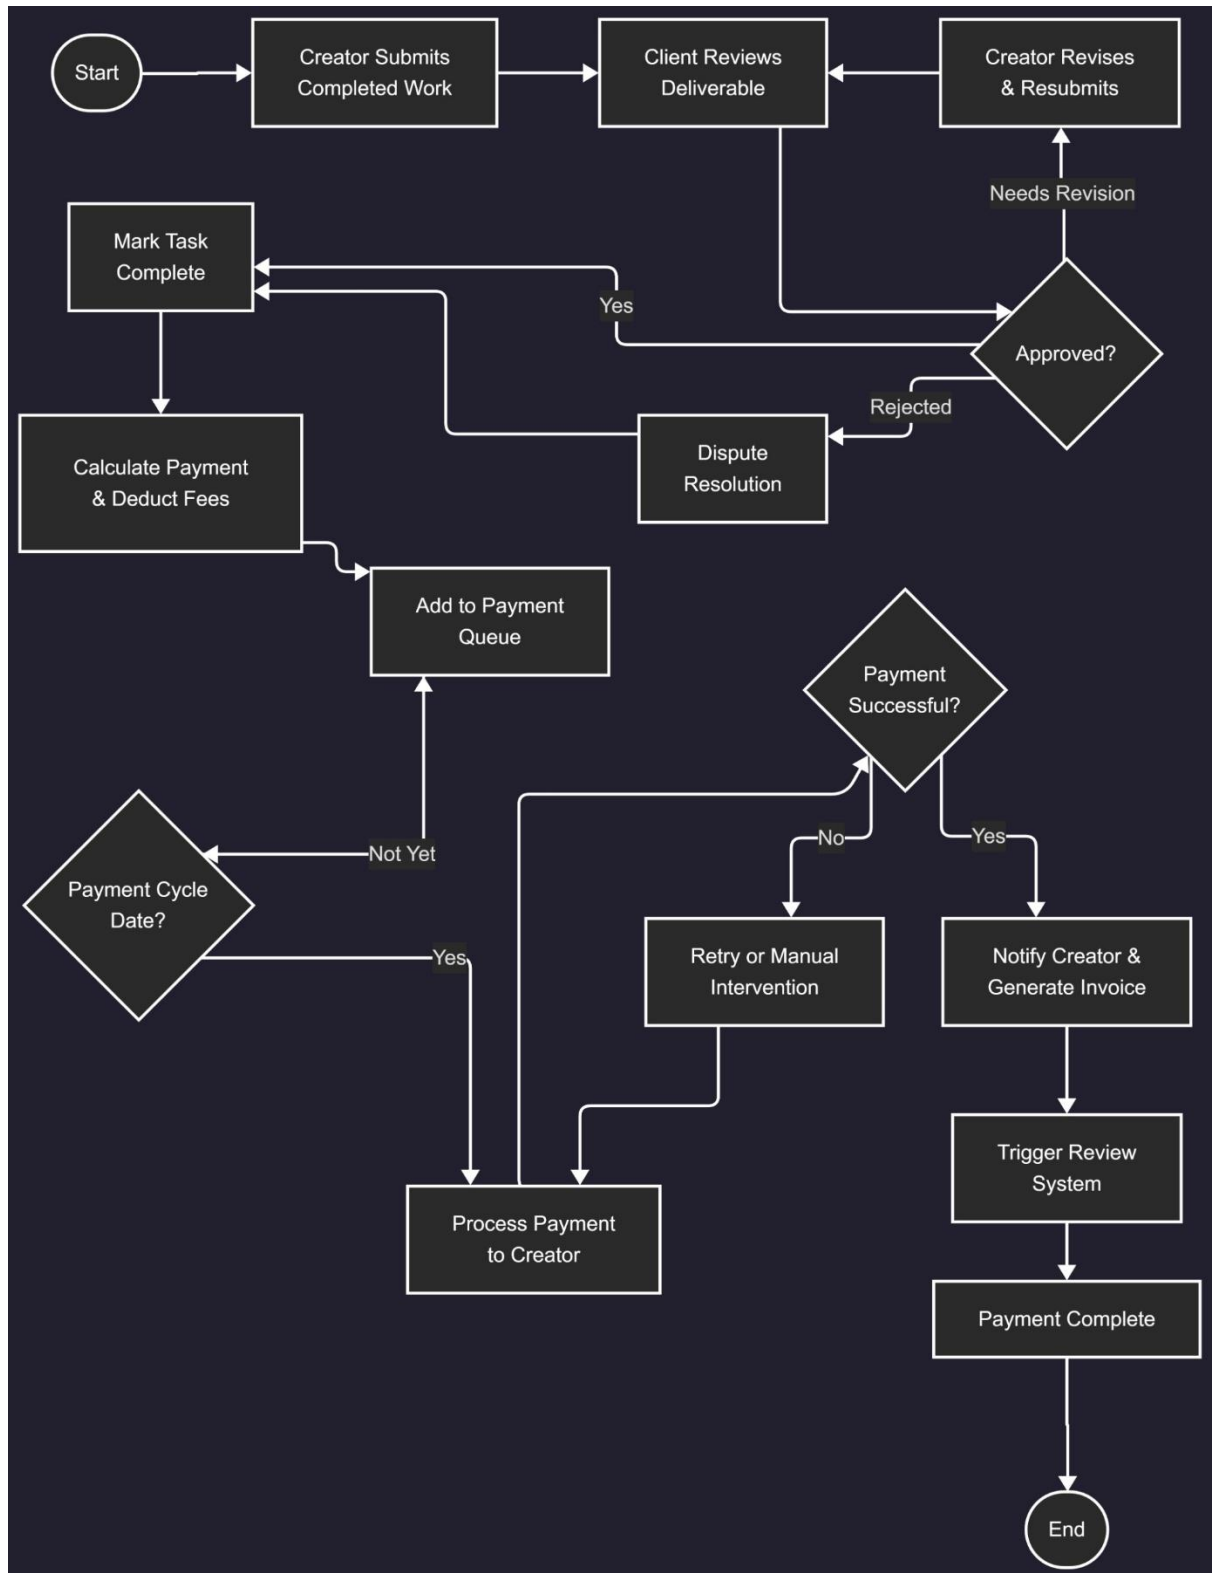 Start
Creator Submits
Completed Work
Client Reviews
Deliverable
Creator Revises
& Resubmits
Needs Revision
Mark Task
Complete
Yes
Approved?
Rejected
Dispute
Resolution
Calculate Payment
& Deduct Fees
Add to Payment
Queue
Payment
Successful?
No
Yes
Not Yet
Payment Cycle
Date?
Yes
Retry or Manual
Intervention
Notify Creator &
Generate Invoice
Trigger Review
System
Process Payment
to Creator
Payment Complete
End